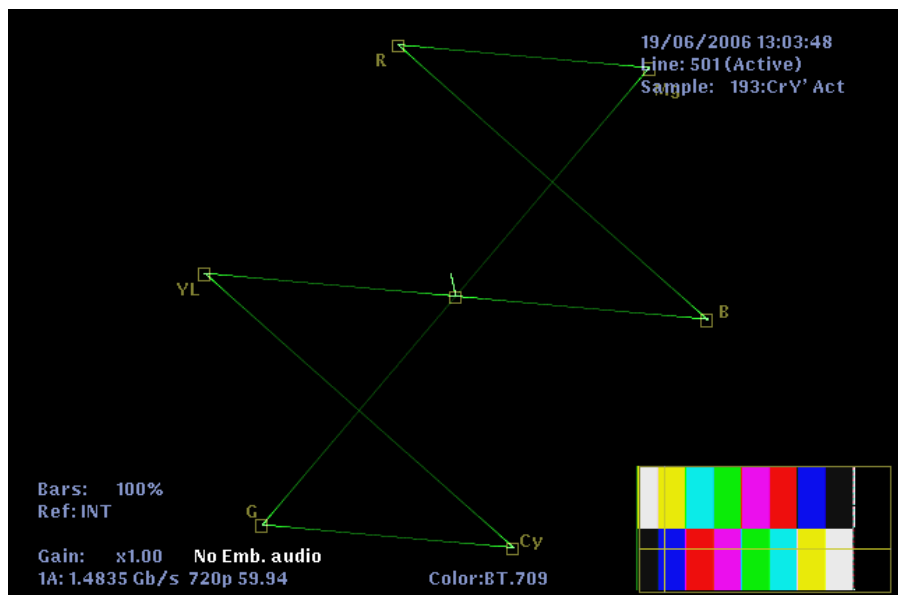 19/06/2006 13:03:48
R
Line: 501 (Active)
Mg
Sample: 193:CrY' Act
YL
B
Bars: 100%
Ref: INT
G
Cy
Gain: x1.00 No Emb. audio
1A: 1.4835 Gb/s 720p 59.94 Color:BT.709